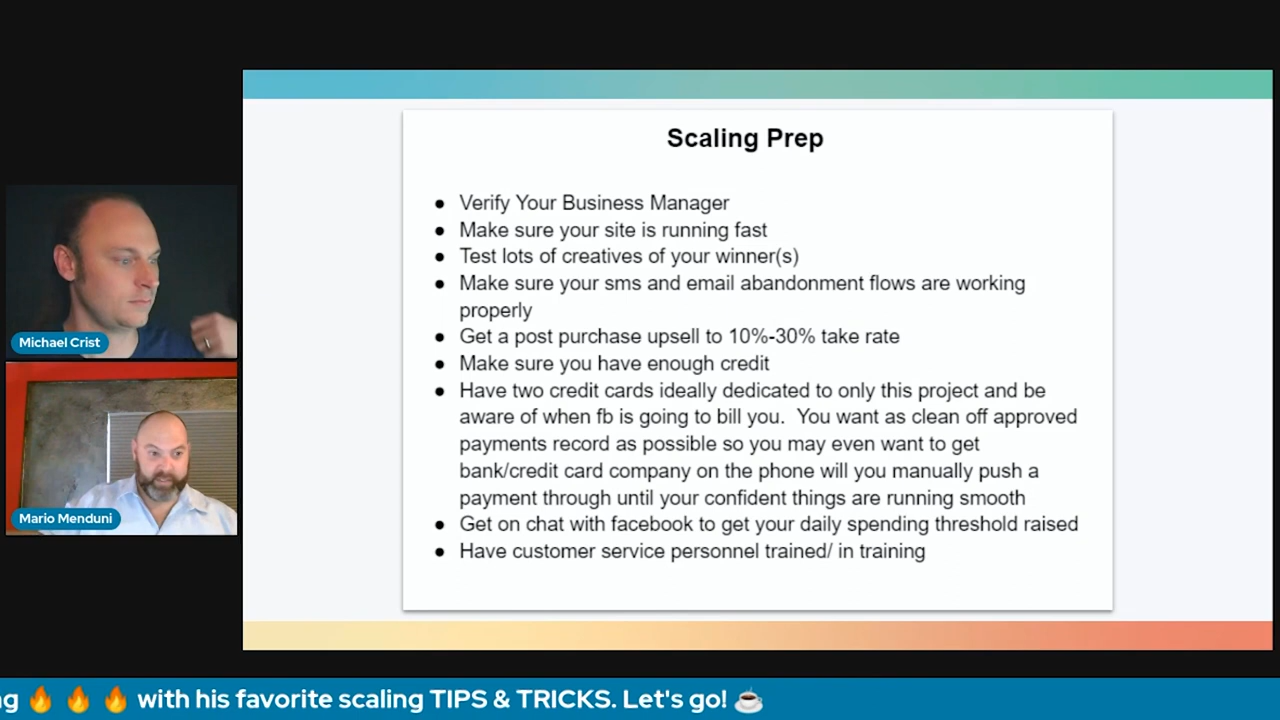 Scaling Prep
● Verify Your Business Manager
● Make sure your site is running fast
● Test lots of creatives of your winner(s)
● Make sure your sms and email abandonment flows are working
properly
● Get a post purchase upsell to 10%-30% take rate
● Make sure you have enough credit
● Have two credit cards ideally dedicated to only this project and be
aware of when fb is going to bill you.  You want as clean off approved
payments record as possible so you may even want to get
bank/credit card company on the phone will you manually push a
payment through until your confident things are running smooth
● Get on chat with facebook to get your daily spending threshold raised
● Have customer service personnel trained/ in training
Michael Crist
Mario Menduni
g 🔥 🔥 🔥 with his favorite scaling TIPS & TRICKS. Let's go! ☕